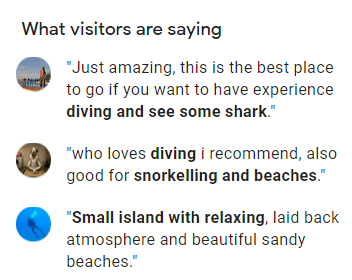 What visitors are saying
"Just amazing, this is the best place
to go if you want to have experience
diving and see some shark."
"who loves diving i recommend, also
good for snorkelling and beaches."
"Small island with relaxing, laid back
atmosphere and beautiful sandy
beaches."